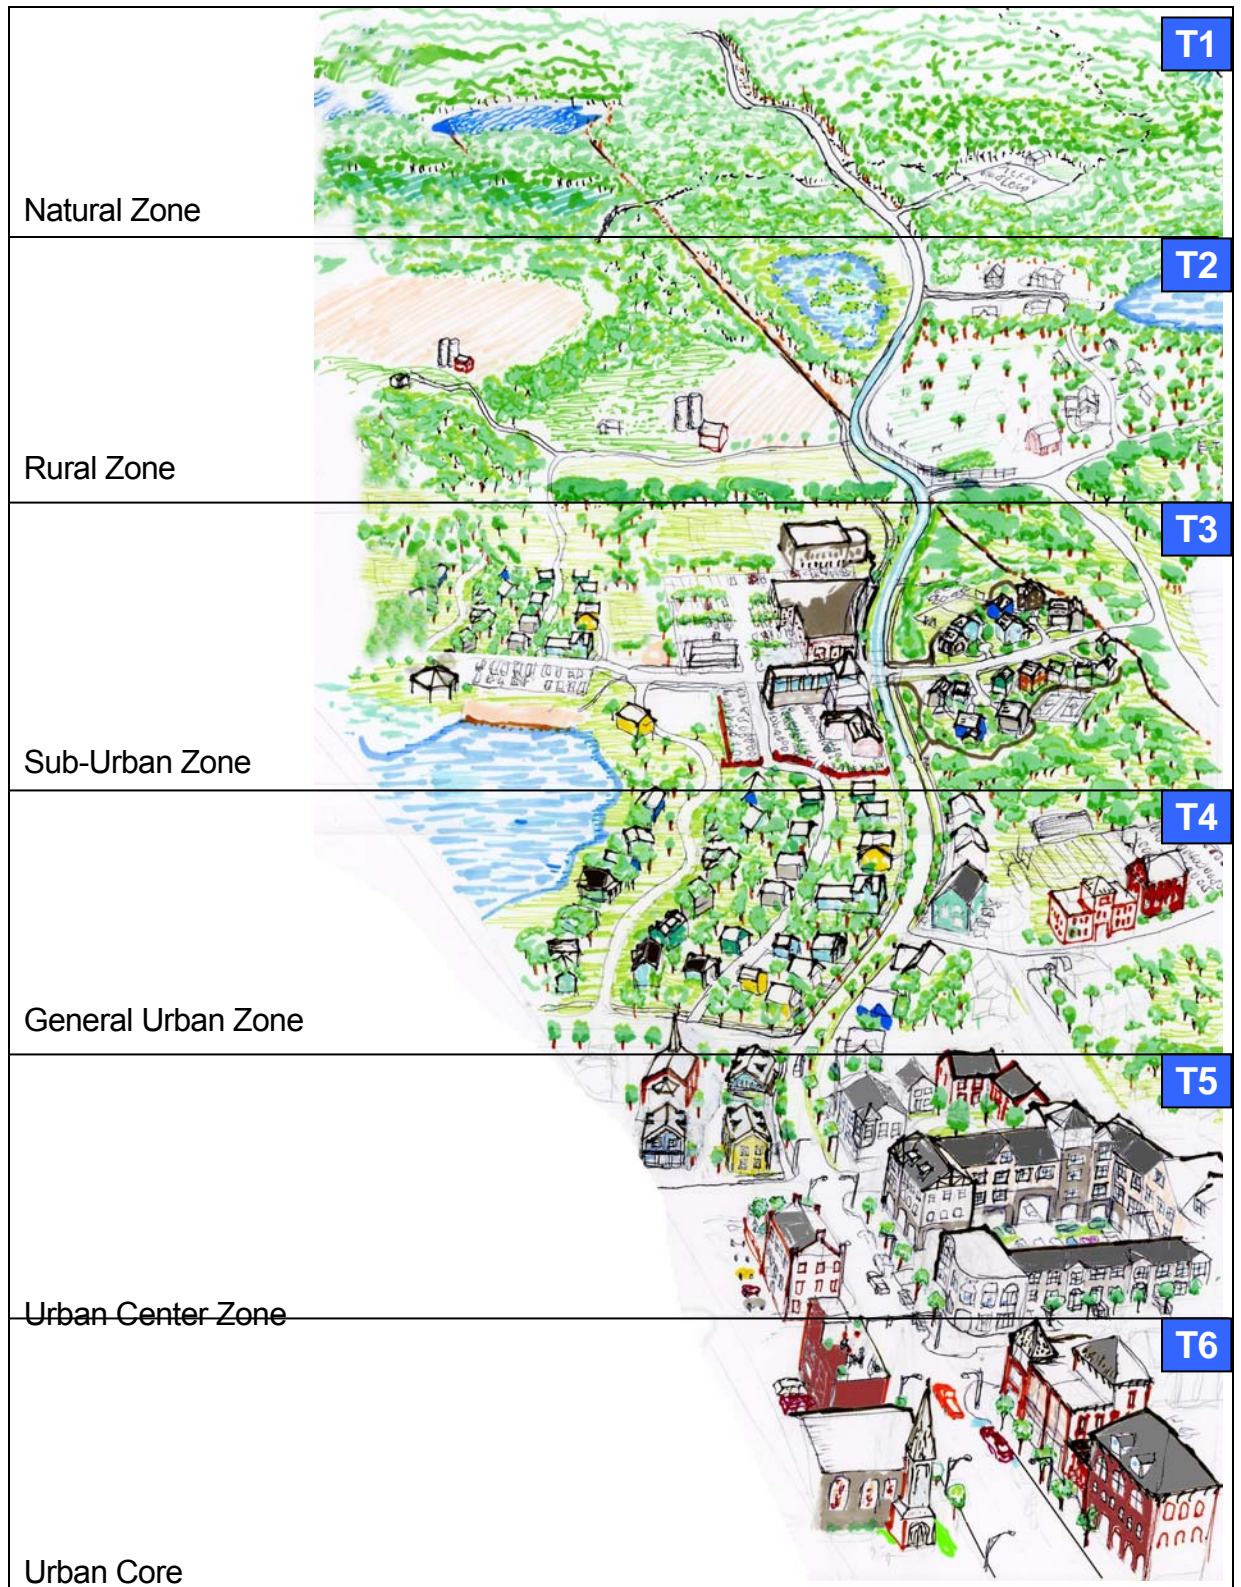 T1
Natural Zone
T2
Rural Zone
T3
Sub-Urban Zone
T4
General Urban Zone
T5
Urban Center Zone
T6
Urban Core